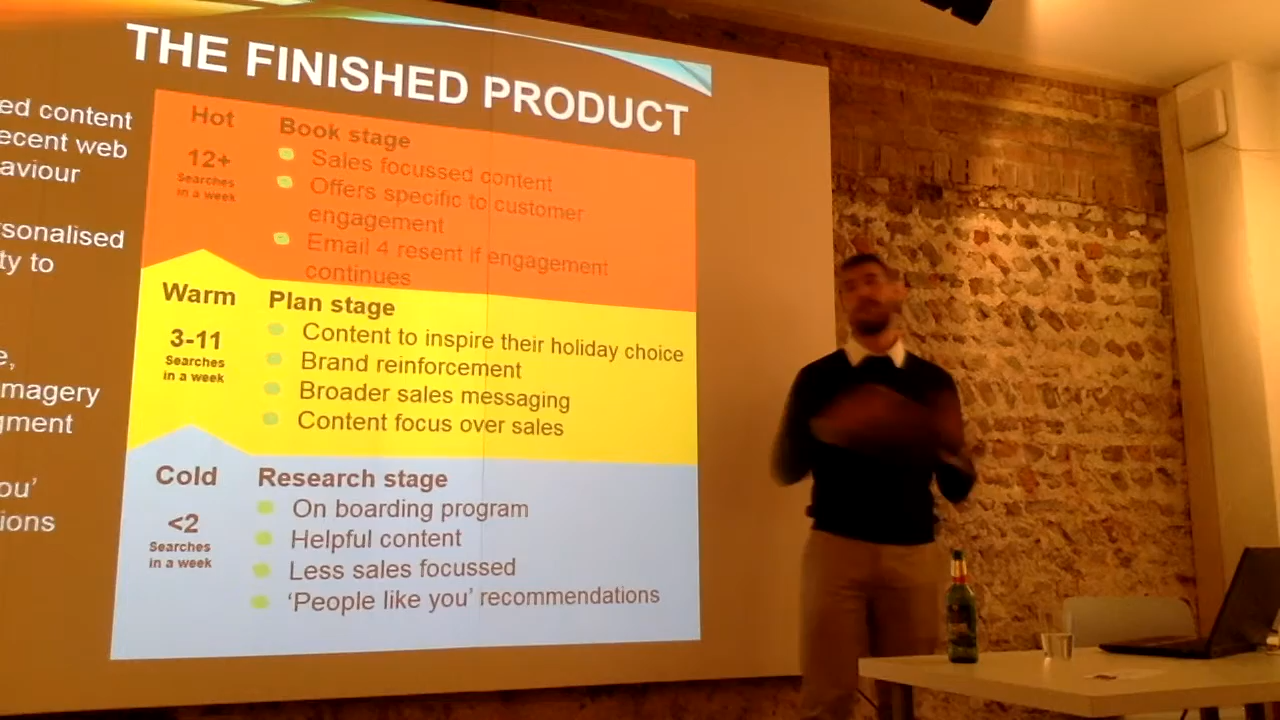 THE FINISHED PRODUCT
ed content
ecent web
aviour
sonalised
ty to
e,
magery
gment
ou'
ions
Hot
12+
Searches
in a week
Book stage
Sales focussed content
Offers specific to customer
engagement
Email 4 resent if engagement
continues
Warm
3-11
Searches
in a week
Plan stage
Content to inspire their holiday choice
Brand reinforcement
Broader sales messaging
Content focus over sales
Cold
<2
Searches
in a week
Research stage
On boarding program
Helpful content
Less sales focussed
'People like you' recommendations